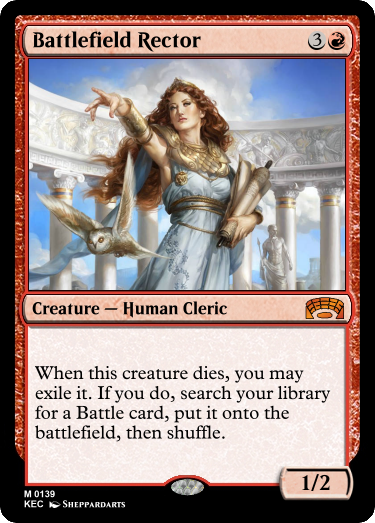 Battlefield Rector 3
Creature — Human Cleric
When this creature dies, you may
exile it. If you do, search your library
for a Battle card, put it onto the
battlefield, then shuffle.
1/2
M 0139
KEC SHEPPARDARTS